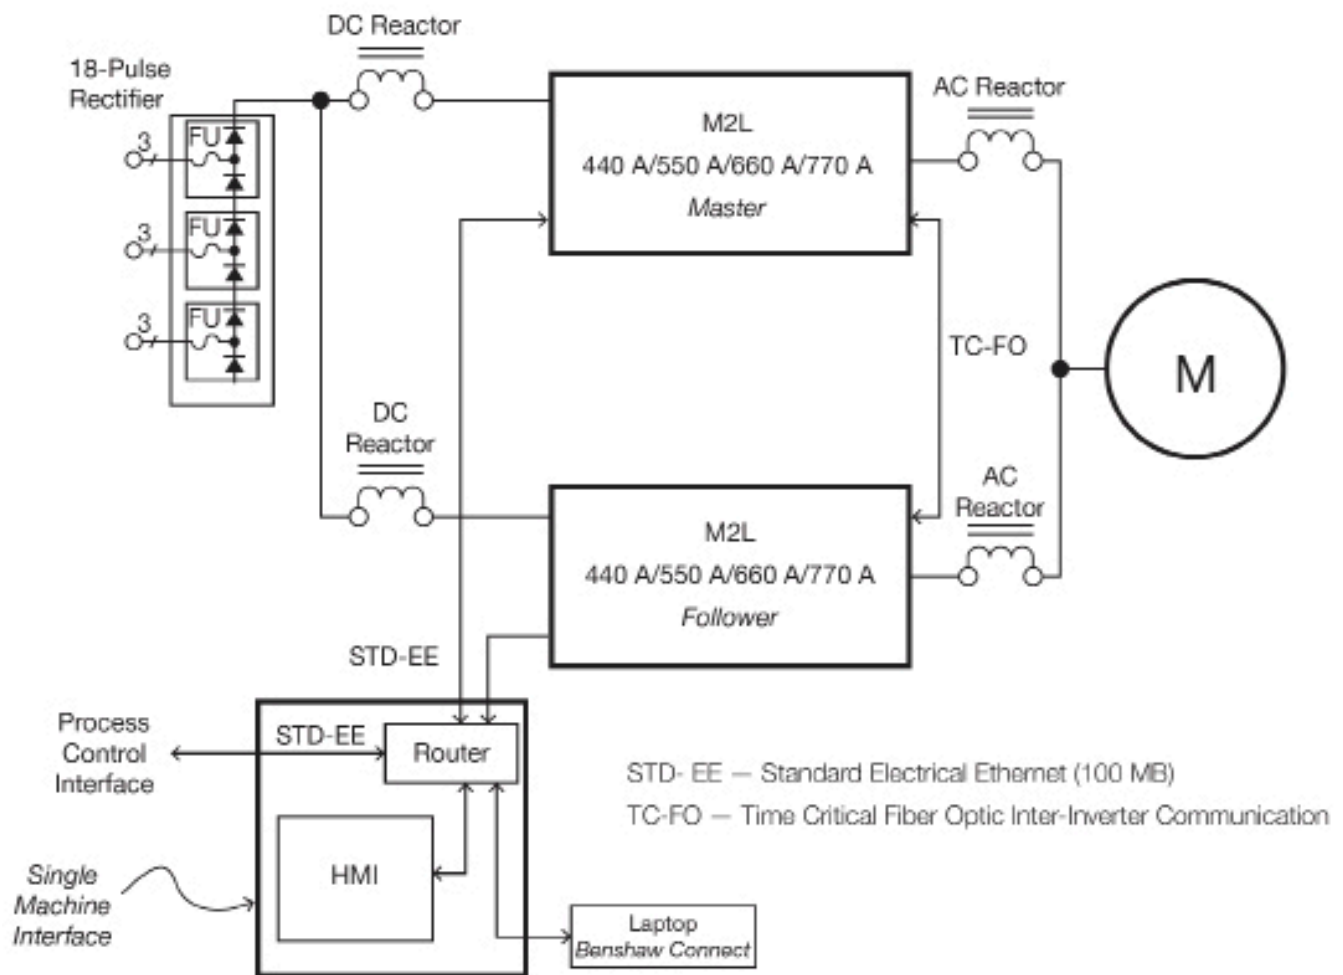 DC Reactor
18-Pulse
Rectifier
3
FU
3
FU
3
FU
M2L
440 A/550 A/660 A/770 A
Master
AC Reactor
TC-FO
M
DC
Reactor
M2L
440 A/550 A/660 A/770 A
Follower
AC
Reactor
STD-EE
Process
Control
Interface
STD-EE
Router
HMI
Single
Machine
Interface
Laptop
Benshaw Connect
STD- EE — Standard Electrical Ethernet (100 MB)
TC-FO — Time Critical Fiber Optic Inter-Inverter Communication